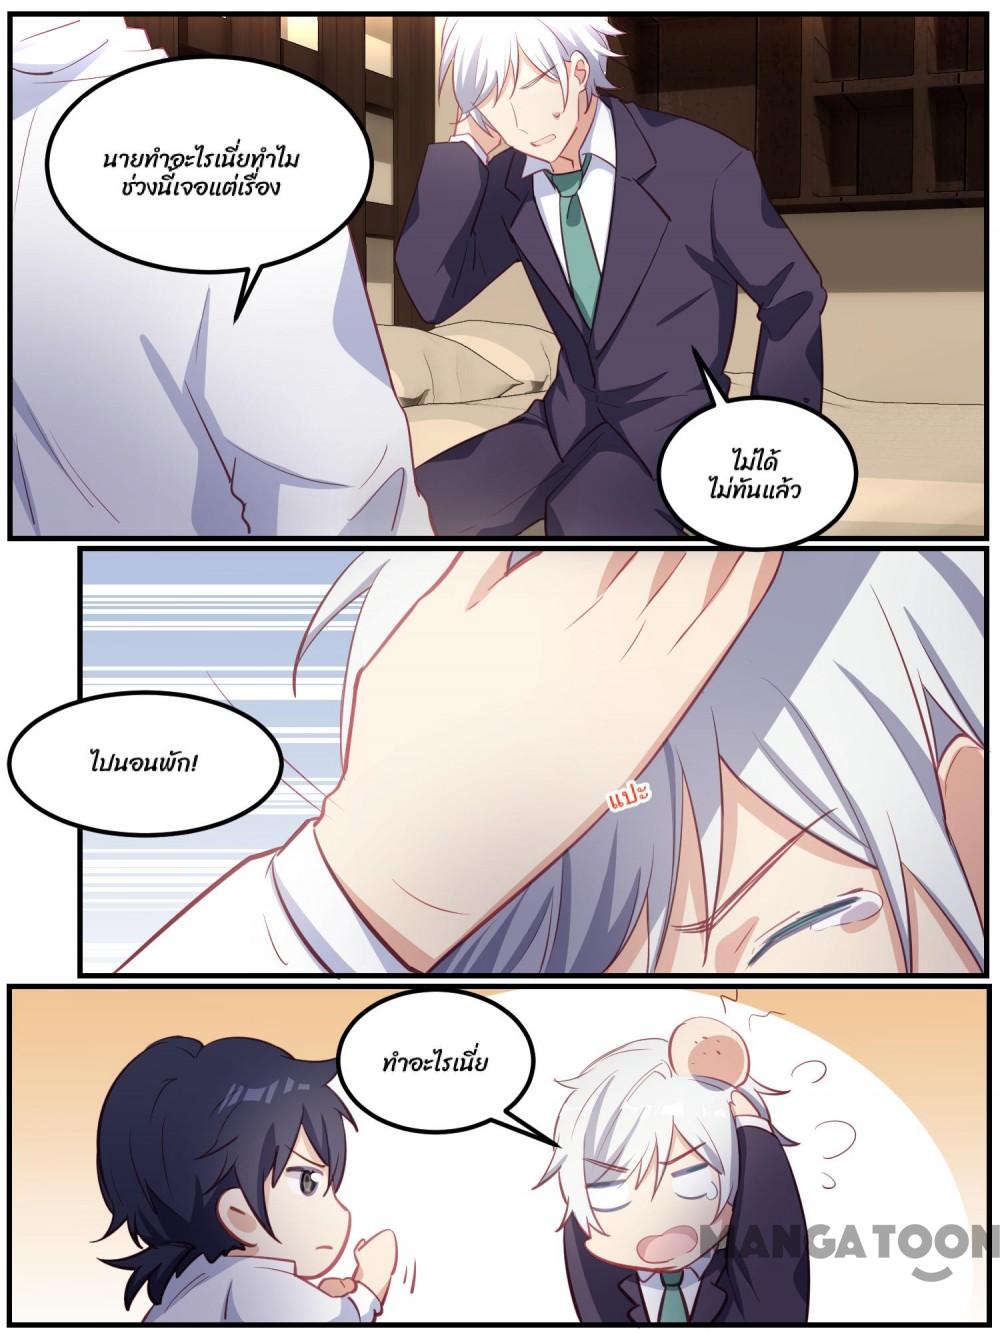 นายทำอะไรเนี่ยทำไม
ช่วงนี้เจอแต่เรื่อง
ไม่ได้
ไม่ทันแล้ว
ไปนอนพัก!
แปะ
ทำอะไรเนี่ย
MANGATOON